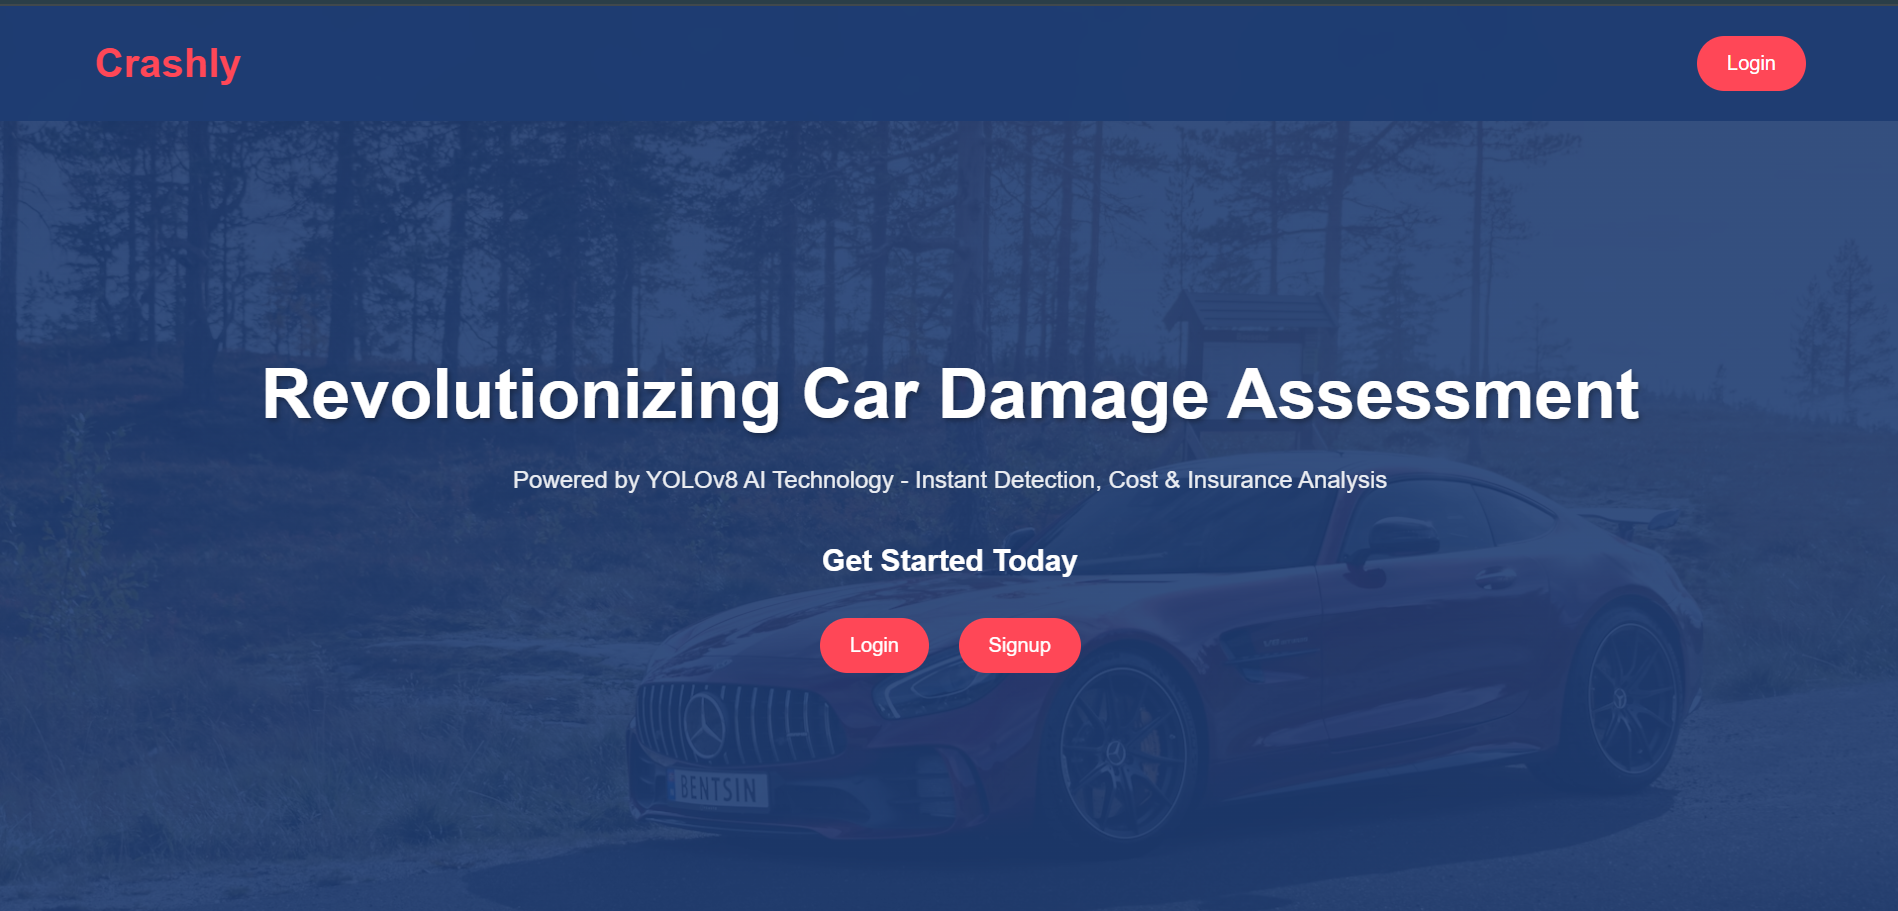 Crashly
Login
Revolutionizing Car Damage Assessment
Powered by YOLOv8 AI Technology - Instant Detection, Cost & Insurance Analysis
Get Started Today
Login
Signup
BENTSIN